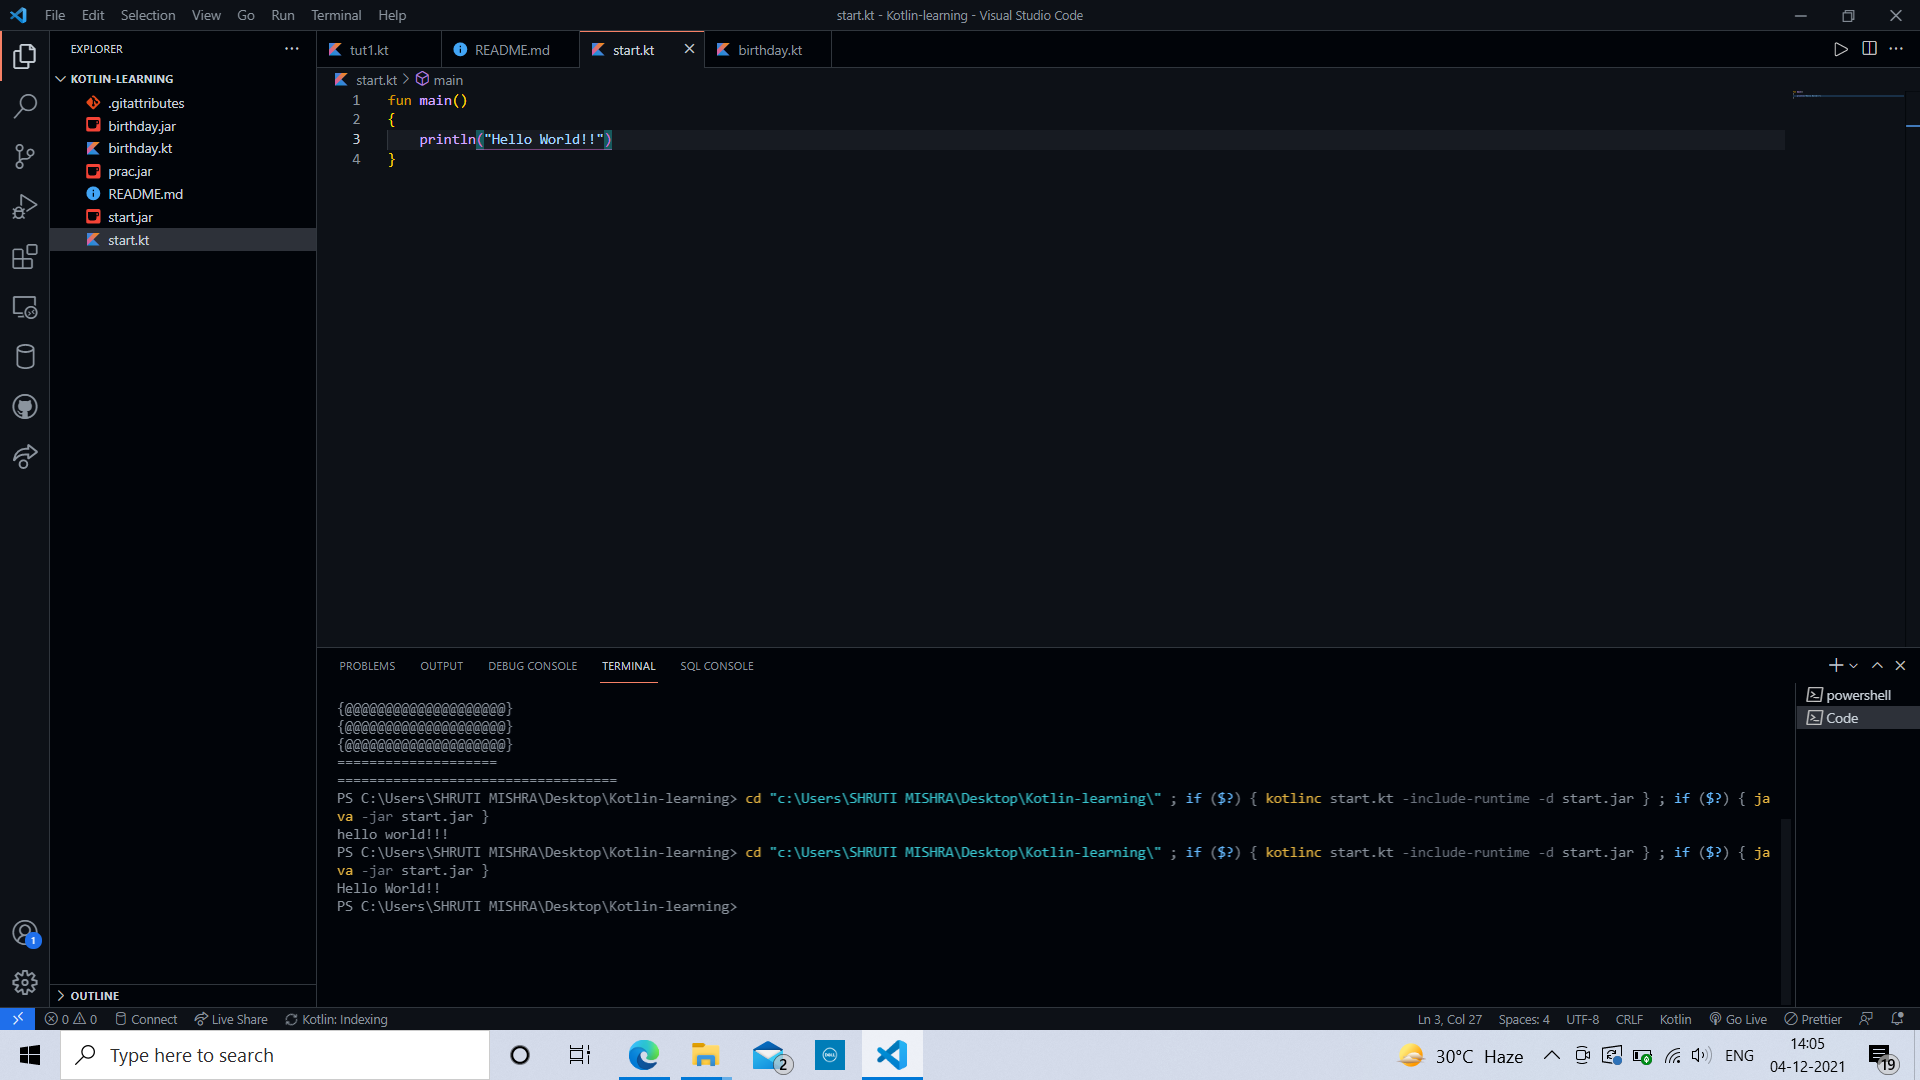 File Edit Selection View Go Run Terminal Help
start.kt - Kotlin-learning - Visual Studio Code
EXPLORER
KOTLIN-LEARNING
.gitattributes
birthday.jar
birthday.kt
prac.jar
README.md
start.jar
start.kt
OUTLINE
tut1.kt README.md start.kt birthday.kt
start.kt > main
1 fun main()
2 {
3 println("Hello World!!")
4 }
PROBLEMS OUTPUT DEBUG CONSOLE TERMINAL SQL CONSOLE
{@@@@@@@@@@@@@@@@@@@@}
{@@@@@@@@@@@@@@@@@@@@}
{@@@@@@@@@@@@@@@@@@@@}
====================
===================================
PS C:\Users\SHRUTI MISHRA\Desktop\Kotlin-learning> cd "c:\Users\SHRUTI MISHRA\Desktop\Kotlin-learning\" ; if ($?) { kotlinc start.kt -include-runtime -d start.jar } ; if ($?) { ja
va -jar start.jar }
hello world!!!
PS C:\Users\SHRUTI MISHRA\Desktop\Kotlin-learning> cd "c:\Users\SHRUTI MISHRA\Desktop\Kotlin-learning\" ; if ($?) { kotlinc start.kt -include-runtime -d start.jar } ; if ($?) { ja
va -jar start.jar }
Hello World!!
PS C:\Users\SHRUTI MISHRA\Desktop\Kotlin-learning>
powershell
Code
1
0 0 Connect Live Share Kotlin: Indexing
Ln 3, Col 27 Spaces: 4 UTF-8 CRLF Kotlin Go Live Prettier
Type here to search
2
DELL
30°C Haze
ENG
14:05
04-12-2021
19